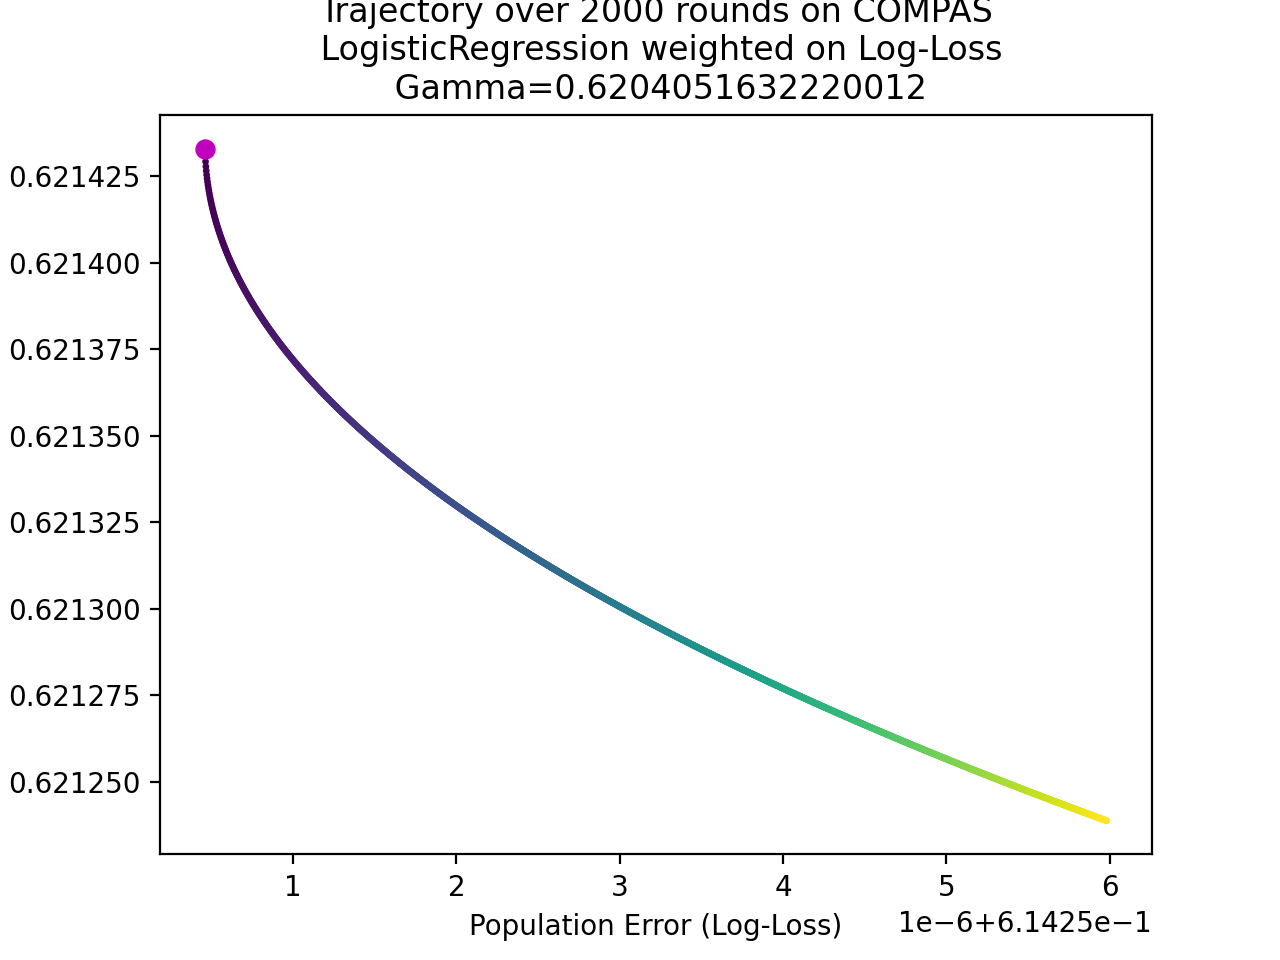 Trajectory over 2000 rounds on COMPAS
LogisticRegression weighted on Log-Loss
Gamma=0.6204051632220012
0.621425
0.621400
0.621375
0.621350
0.621325
0.621300
0.621275
0.621250
1 2 3 4 5 6
Population Error (Log-Loss) 1e−6+6.1425e−1